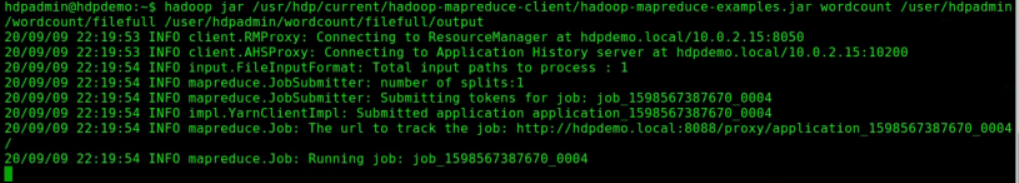 hdpadmin@hdpdemo:~$ hadoop jar /usr/hdp/current/hadoop-mapreduce-client/hadoop-mapreduce-examples.jar wordcount /user/hdpadmin
/wordcount/filefull /user/hdpadmin/wordcount/filefull/output
20/09/09 22:19:53 INFO client.RMProxy: Connecting to ResourceManager at hdpdemo.local/10.0.2.15:8050
20/09/09 22:19:53 INFO client.AHSProxy: Connecting to Application History server at hdpdemo.local/10.0.2.15:10200
20/09/09 22:19:54 INFO input.FileInputFormat: Total input paths to process : 1
20/09/09 22:19:54 INFO mapreduce.JobSubmitter: number of splits:1
20/09/09 22:19:54 INFO mapreduce.JobSubmitter: Submitting tokens for job: job_1598567387670_0004
20/09/09 22:19:54 INFO impl.YarnClientImpl: Submitted application application_1598567387670_0004
20/09/09 22:19:54 INFO mapreduce.Job: The url to track the job: http://hdpdemo.local:8088/proxy/application_1598567387670_0004
/
20/09/09 22:19:54 INFO mapreduce.Job: Running job: job_1598567387670_0004